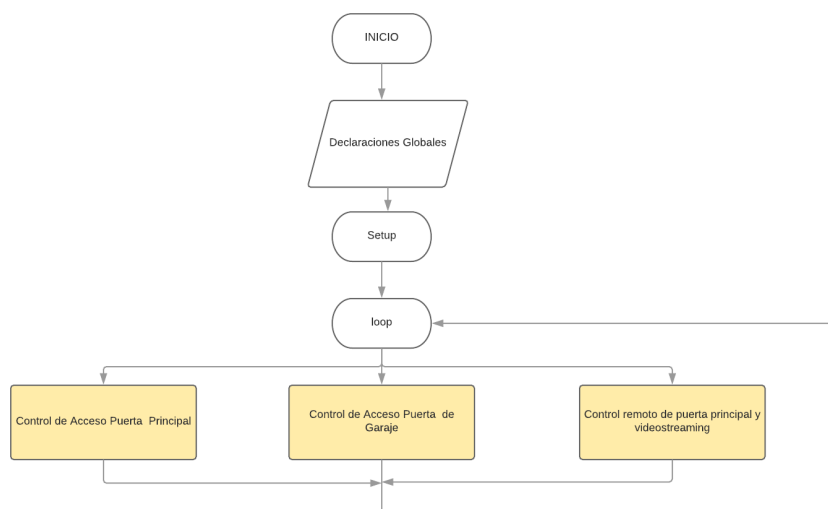 INICIO
Declaraciones Globales
Setup
loop
Control de Acceso Puerta Principal
Control de Acceso Puerta de
Garaje
Control remoto de puerta principal y
videostreaming